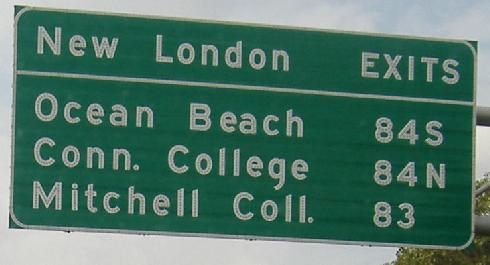 New London EXITS
Ocean Beach 84S
Conn. College 84N
Mitchell Coll. 83